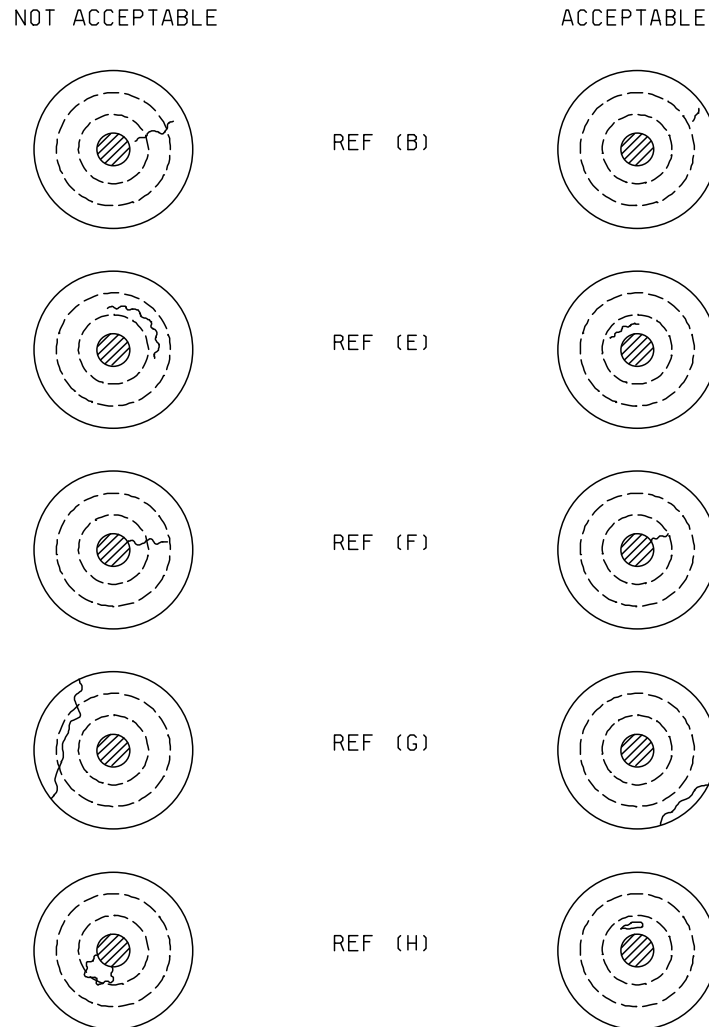 NOT ACCEPTABLE ACCEPTABLE
REF (B)
REF (E)
REF (F)
REF (G)
REF (H)